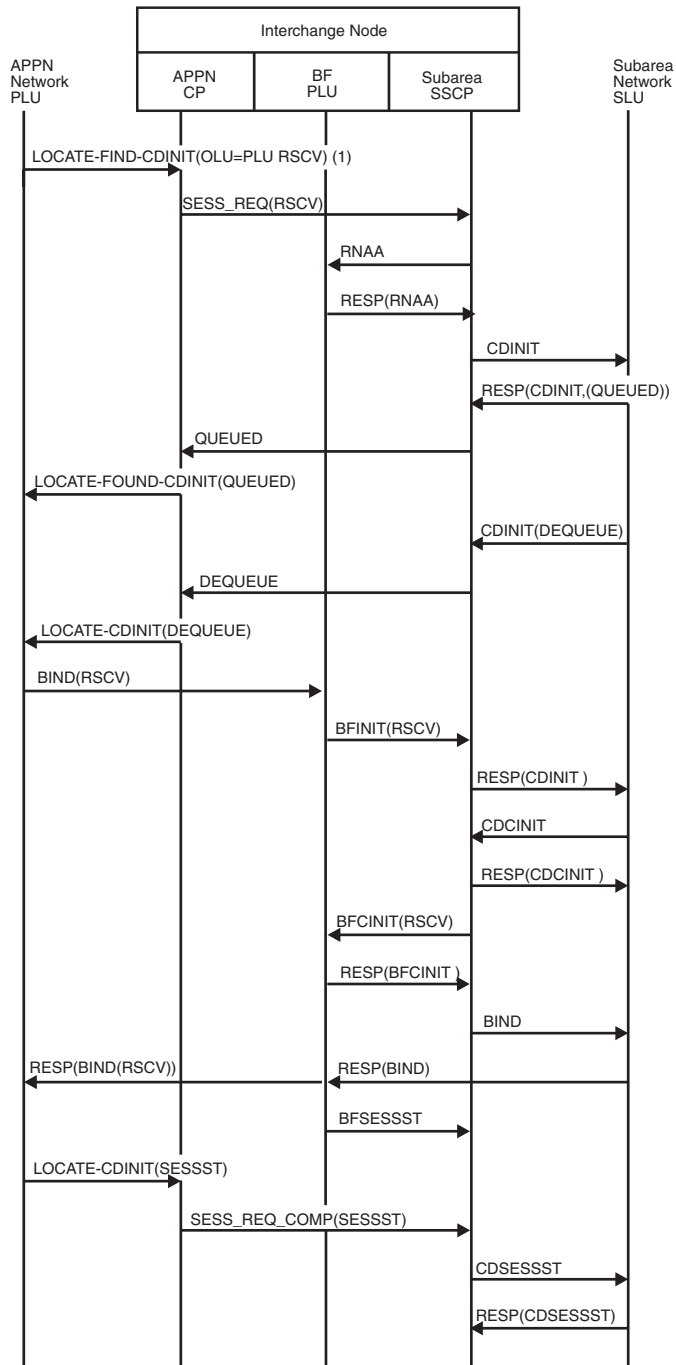 Interchange Node
APPN
Network
PLU
APPN
CP
BF
PLU
Subarea
SSCP
Subarea
Network
SLU
LOCATE-FIND-CDINIT(OLU=PLU RSCV) (1)
SESS_REQ(RSCV)
RNAA
RESP(RNAA)
CDINIT
RESP(CDINIT,(QUEUED))
QUEUED
LOCATE-FOUND-CDINIT(QUEUED)
CDINIT(DEQUEUE)
DEQUEUE
LOCATE-CDINIT(DEQUEUE)
BIND(RSCV)
BFINIT(RSCV)
RESP(CDINIT )
CDCINIT
RESP(CDCINIT )
BFCINIT(RSCV)
RESP(BFCINIT )
BIND
RESP(BIND(RSCV))
RESP(BIND)
BFSESSST
LOCATE-CDINIT(SESSST)
SESS_REQ_COMP(SESSST)
CDSESSST
RESP(CDSESSST)